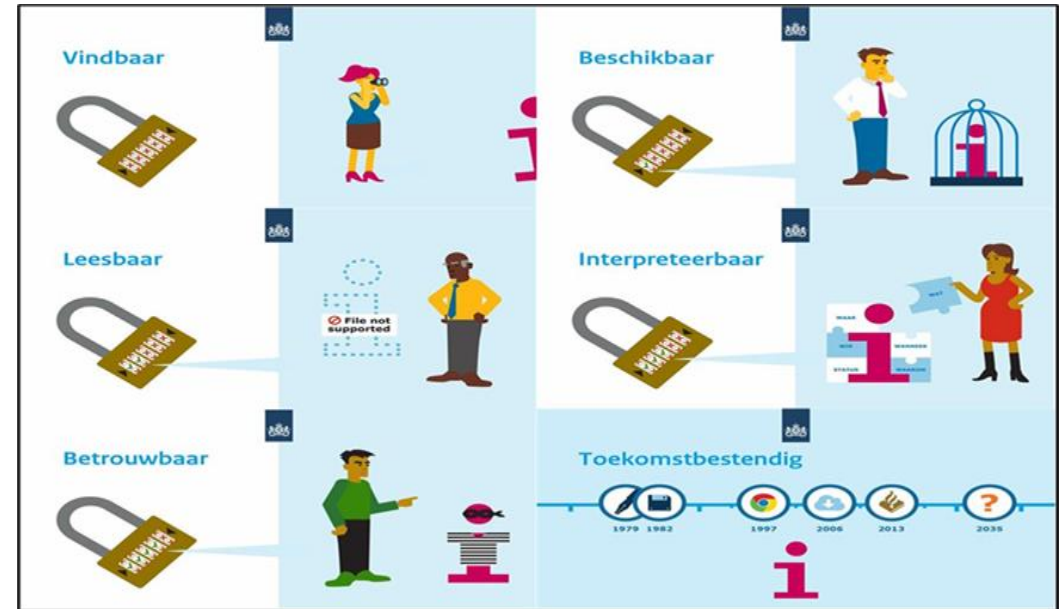 Vindbaar
Beschikbaar
Leesbaar
File not
supported
Interpreteerbaar
WAT
WAAR
WIE
WANNEER
STATUS
WAAROM
Betrouwbaar
Toekomstbestendig
1979 1982 1997 2006 2013 2035
?